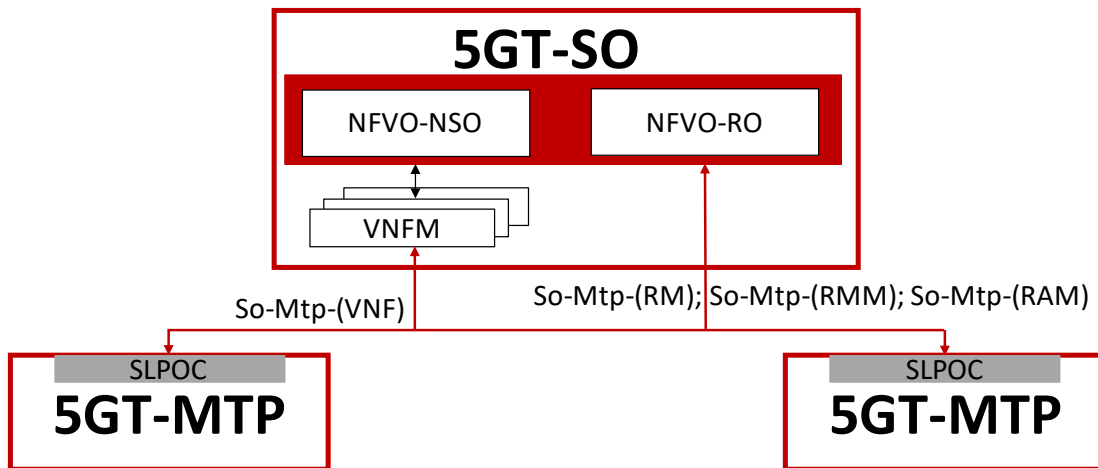 5GT-SO
NFVO-NSO
NFVO-RO
VNFM
So-Mtp-(VNF)
So-Mtp-(RM); So-Mtp-(RMM); So-Mtp-(RAM)
SLPOC
5GT-MTP
SLPOC
5GT-MTP